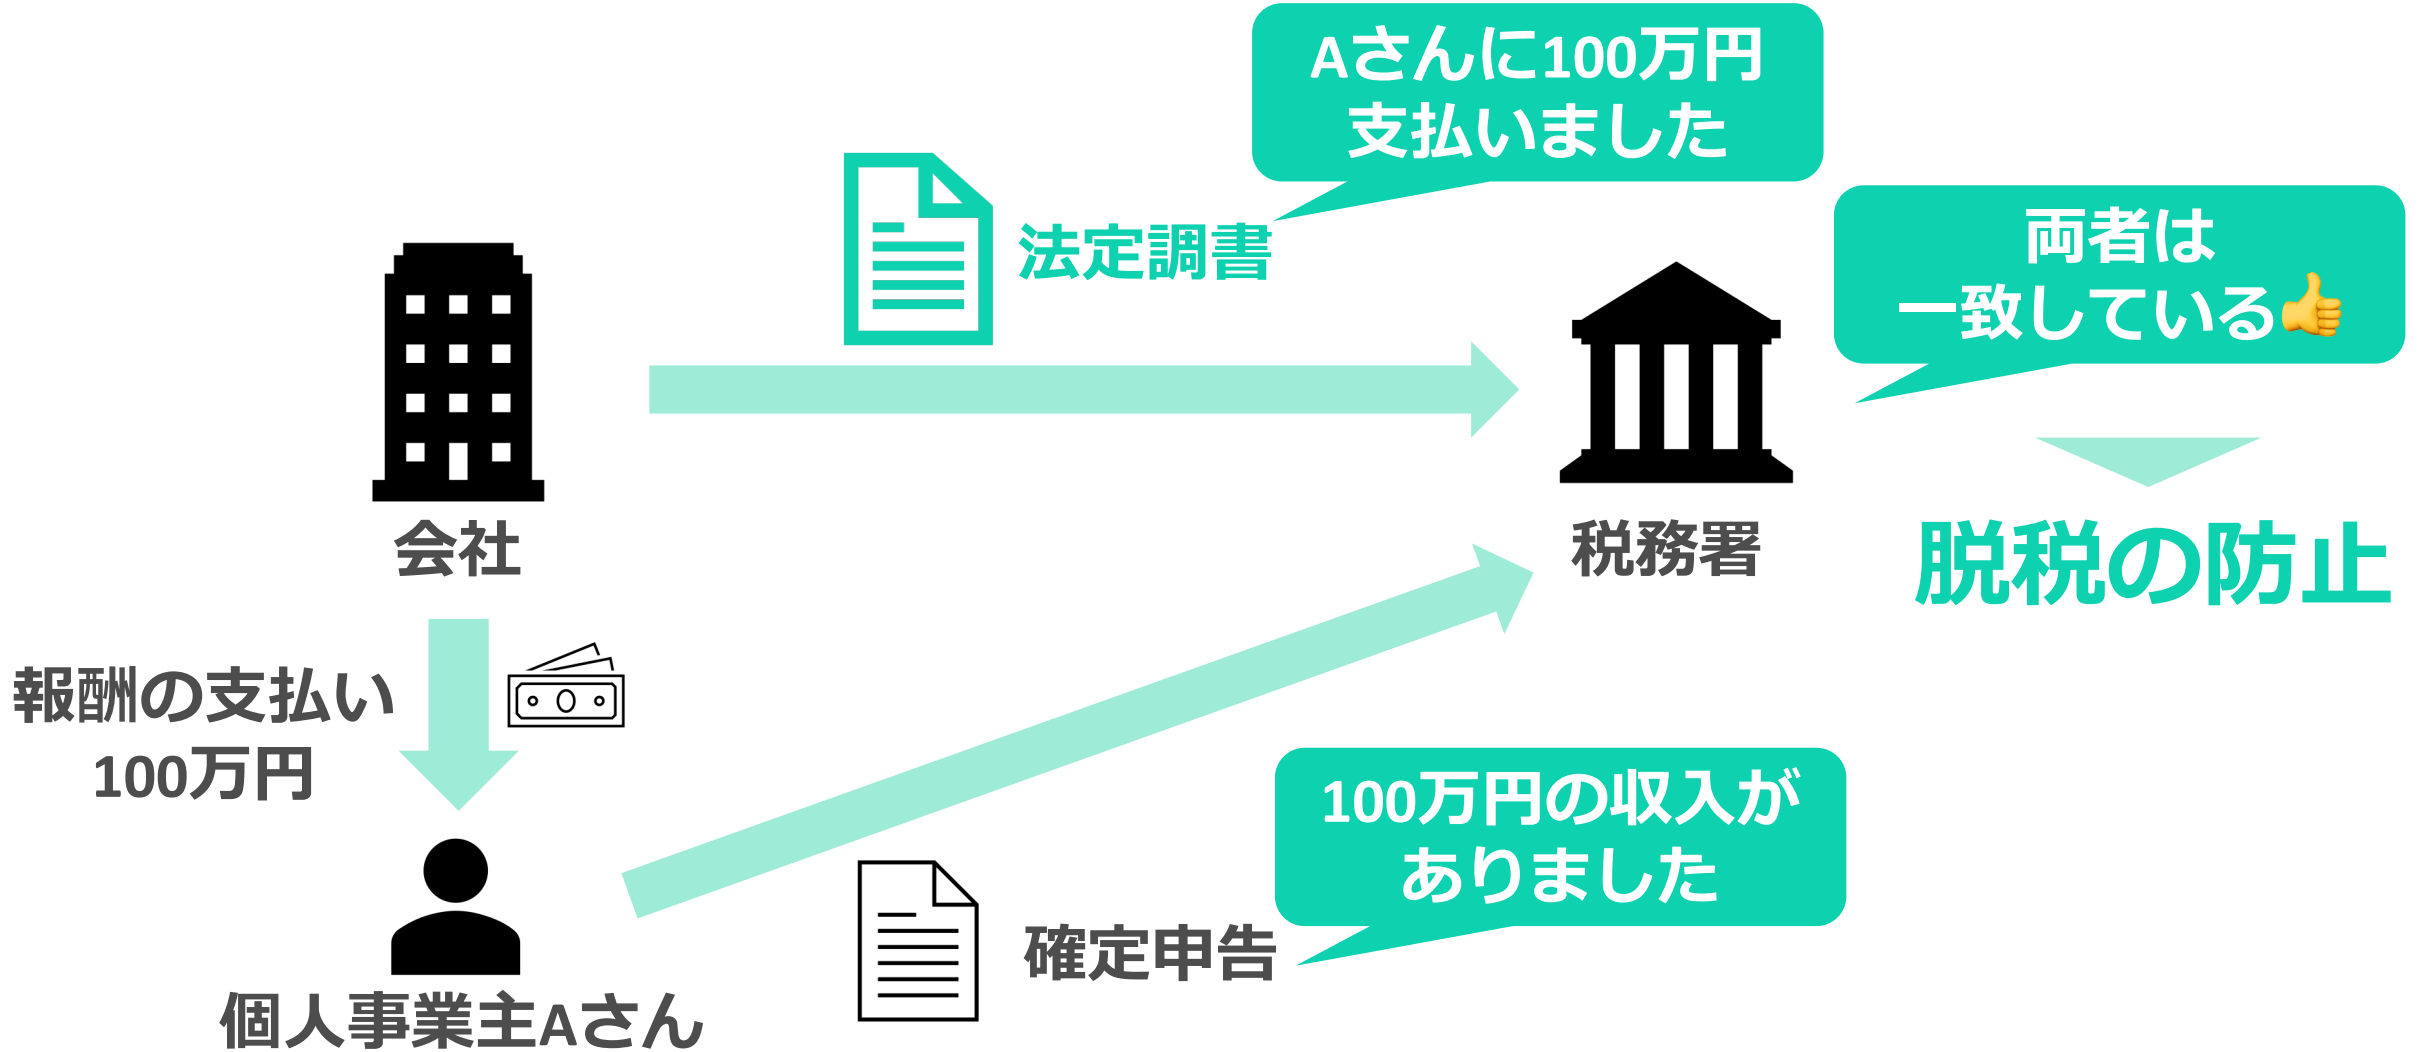 Aさんに100万円
支払いました
法定調書
両者は
一致している👍
会社
税務署
脱税の防止
報酬の支払い
100万円
100万円の収入が
ありました
確定申告
個人事業主Aさん